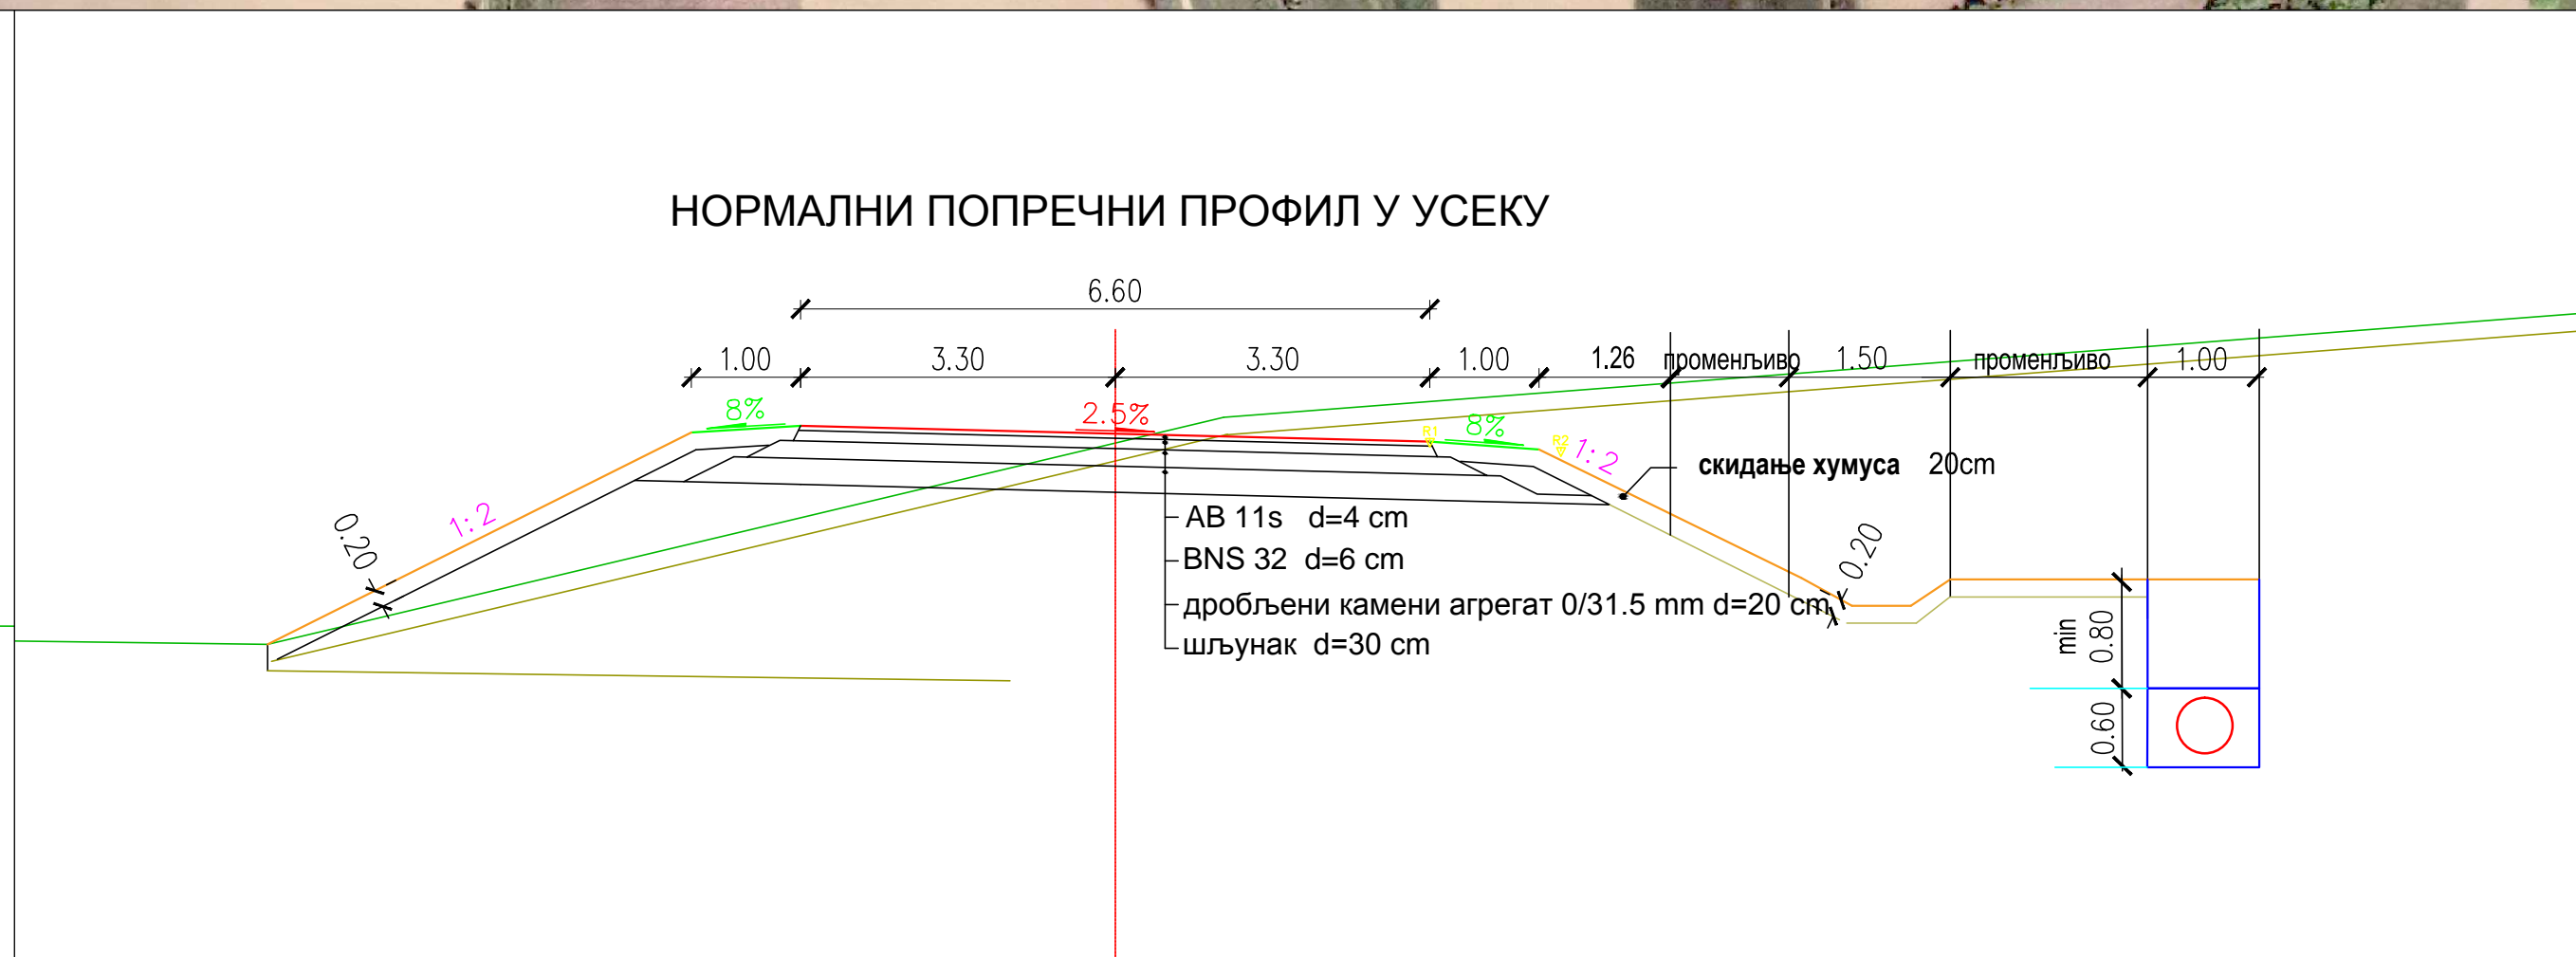 НОРМАЛНИ ПОПРЕЧНИ ПРОФИЛ У УСЕКУ
6.60
1.00 3.30 3.30 1.00 1.26 променљиво 1.50 променљиво 1.00
8% 2.5% R1 8% R2 1:2
скидање хумуса 20cm
1:2
0.20
AB 11s d=4 cm
BNS 32 d=6 cm
0.20
дробљени камени агрегат 0/31.5 mm d=20 cm
шљунак d=30 cm
min 0.80
0.60